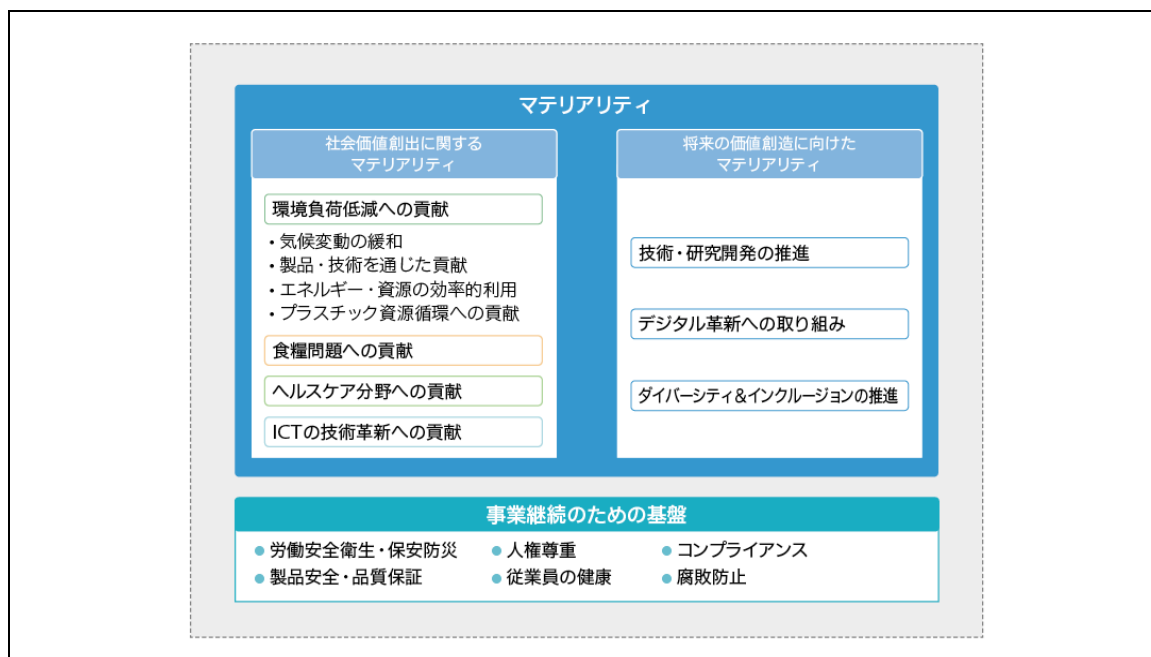 マテリアリティ
社会価値創出に関する
マテリアリティ
環境負荷低減への貢献
・気候変動の緩和
・製品・技術を通じた貢献
・エネルギー・資源の効率的利用
・プラスチック資源循環への貢献
食糧問題への貢献
ヘルスケア分野への貢献
ICTの技術革新への貢献
将来の価値創造に向けた
マテリアリティ
技術・研究開発の推進
デジタル革新への取り組み
ダイバーシティ&インクルージョンの推進
事業継続のための基盤
● 労働安全衛生・保安防災 ● 人権尊重 ● コンプライアンス
● 製品安全・品質保証 ● 従業員の健康 ● 腐敗防止